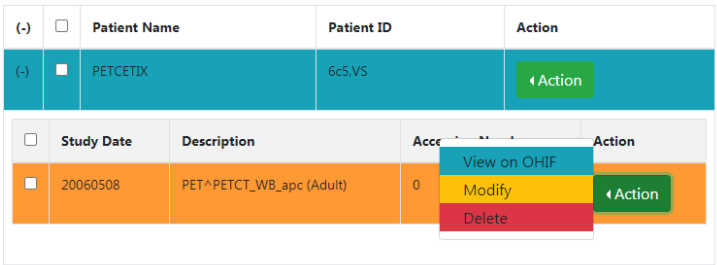 (-) Patient Name Patient ID Action
(-) PETCETIX 6c5,VS Action
Study Date Description Action
View on OHIF
20060508 PET^PETCT_WB_apc (Adult) 0 Modify Action
Delete